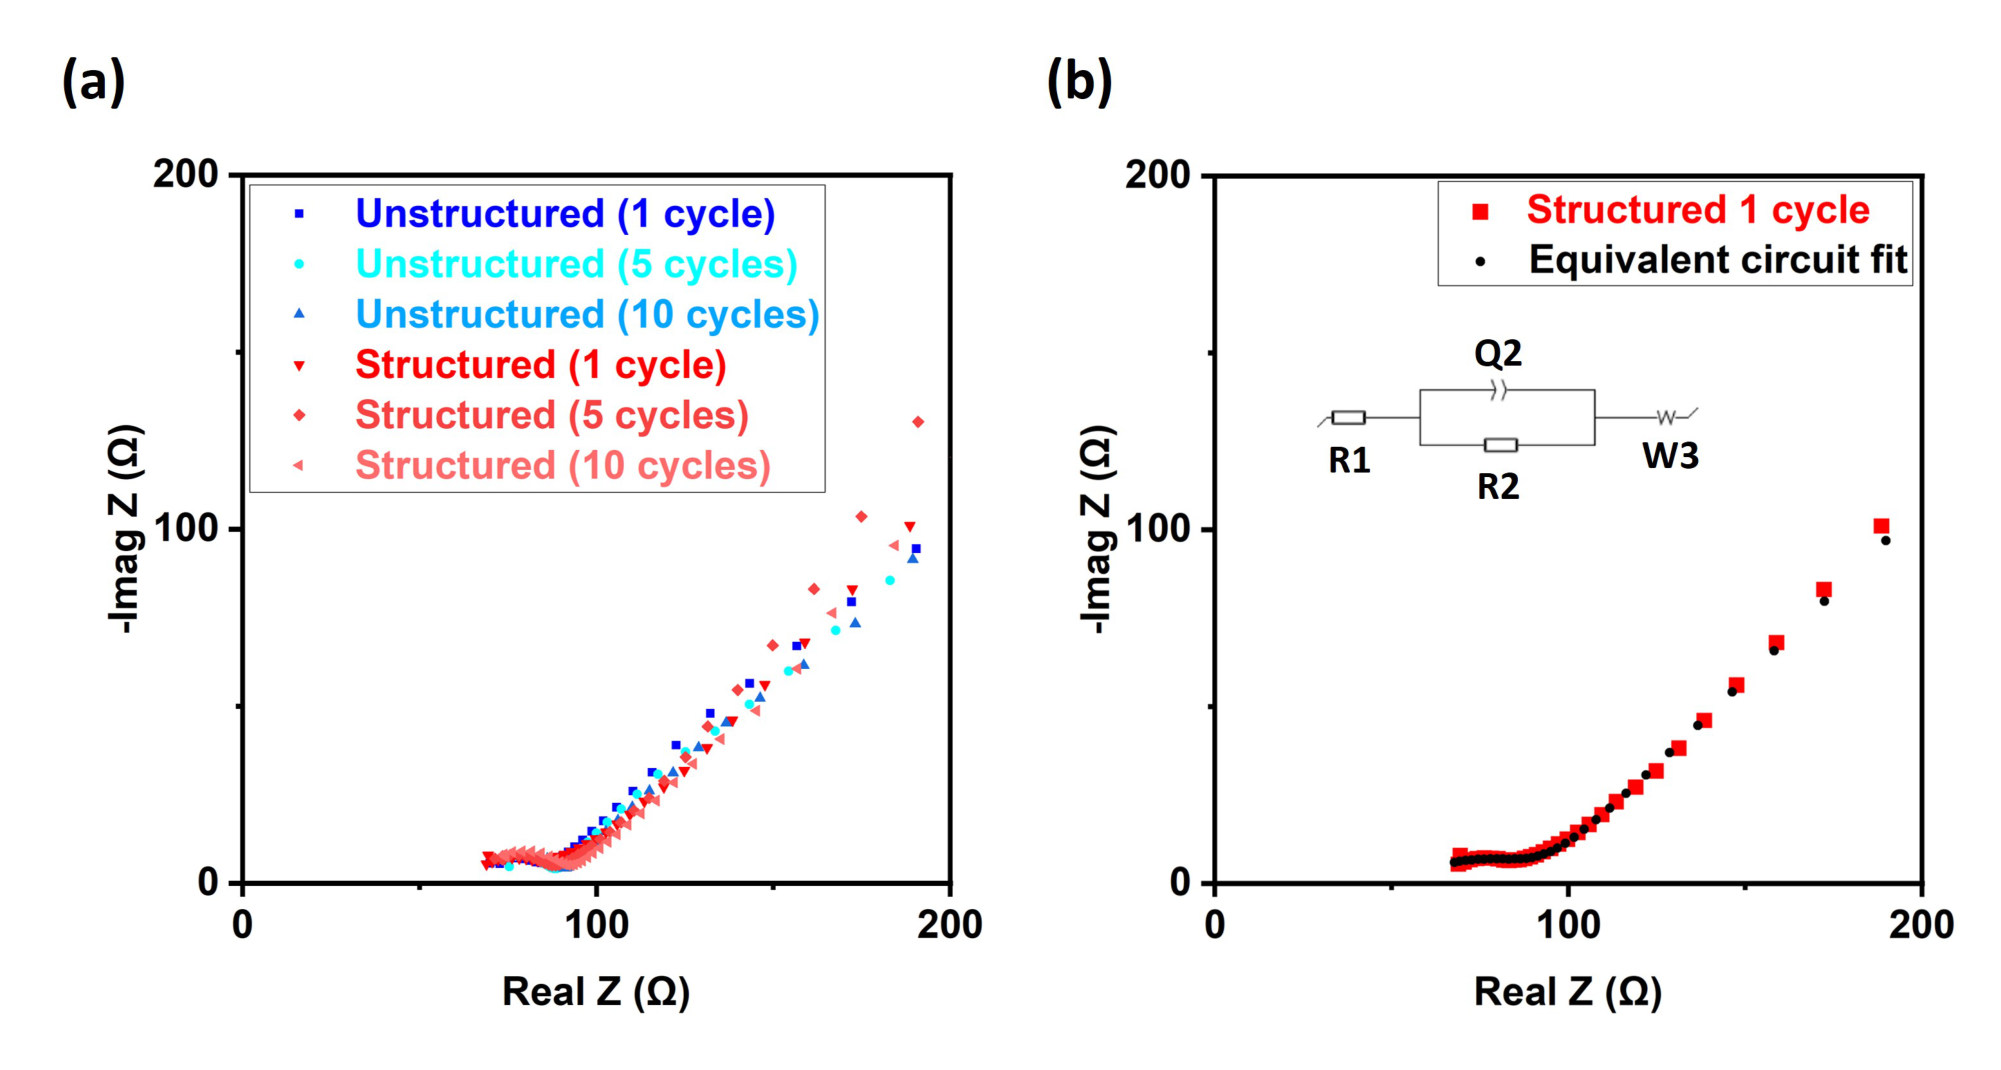 (a)
200
100
0
0
100
200
-Imag Z (Ω)
Real Z (Ω)
Unstructured (1 cycle)
Unstructured (5 cycles)
Unstructured (10 cycles)
Structured (1 cycle)
Structured (5 cycles)
Structured (10 cycles)
(b)
200
100
0
0
100
200
-Imag Z (Ω)
Real Z (Ω)
Structured 1 cycle
Equivalent circuit fit
Q2
R1
R2
W3
W